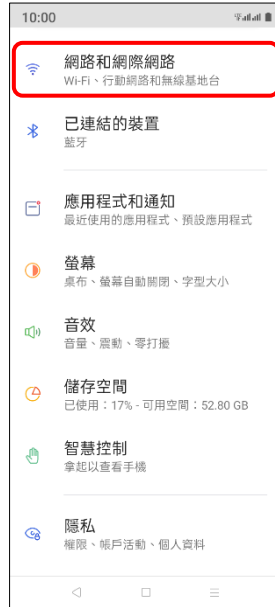 10:00
網路和網際網路
Wi-Fi、行動網路和無線基地台
已連結的裝置
藍牙
應用程式和通知
最近使用的應用程式、預設應用程式
螢幕
桌布、螢幕自動關閉、字型大小
音效
音量、震動、零打擾
儲存空間
已使用：17% - 可用空間：52.80 GB
智慧控制
拿起以查看手機
隱私
權限、帳戶活動、個人資料